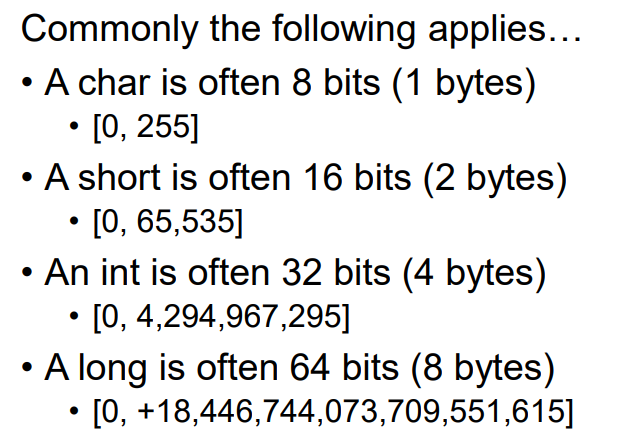 Commonly the following applies…
• A char is often 8 bits (1 bytes)
• [0, 255]
• A short is often 16 bits (2 bytes)
• [0, 65,535]
• An int is often 32 bits (4 bytes)
• [0, 4,294,967,295]
• A long is often 64 bits (8 bytes)
• [0, +18,446,744,073,709,551,615]